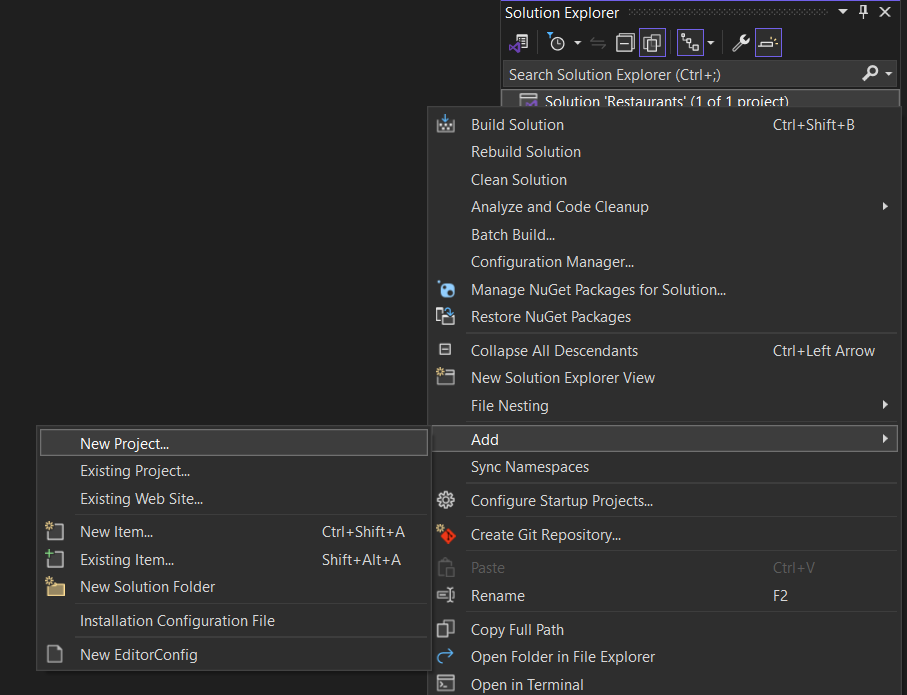 Solution Explorer
Search Solution Explorer (Ctrl+;)
Solution 'Restaurants' (1 of 1 project)
Build Solution Ctrl+Shift+B
Rebuild Solution
Clean Solution
Analyze and Code Cleanup
Batch Build...
Configuration Manager...
Manage NuGet Packages for Solution...
Restore NuGet Packages
Collapse All Descendants Ctrl+Left Arrow
New Solution Explorer View
File Nesting
Add
Sync Namespaces
Configure Startup Projects...
Create Git Repository...
Paste Ctrl+V
Rename F2
Copy Full Path
Open Folder in File Explorer
Open in Terminal
New Project...
Existing Project...
Existing Web Site...
New Item... Ctrl+Shift+A
Existing Item... Shift+Alt+A
New Solution Folder
Installation Configuration File
New EditorConfig